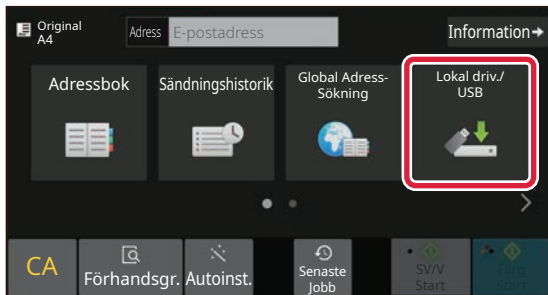 Original
A4
Adress
E-postadress
Information
Adressbok
Sändningshistorik
Global Adress-
Sökning
Lokal driv./
USB
CA
Förhandsgr.
Autoinst.
Senaste
Jobb
SV/V
Start
Färg
Start